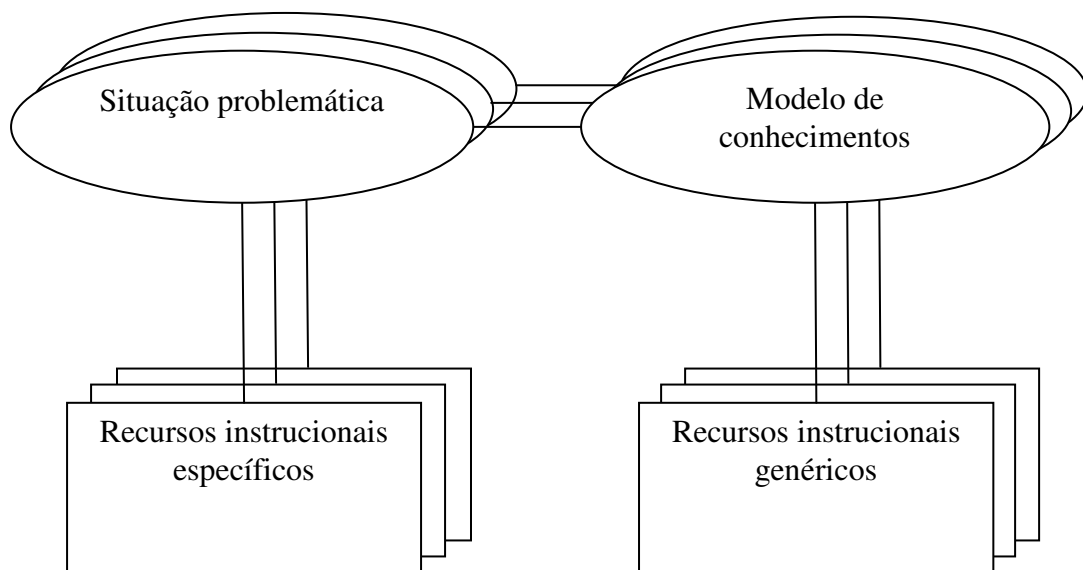 Situação problemática
Modelo de
conhecimentos
Recursos instrucionais
específicos
Recursos instrucionais
genéricos